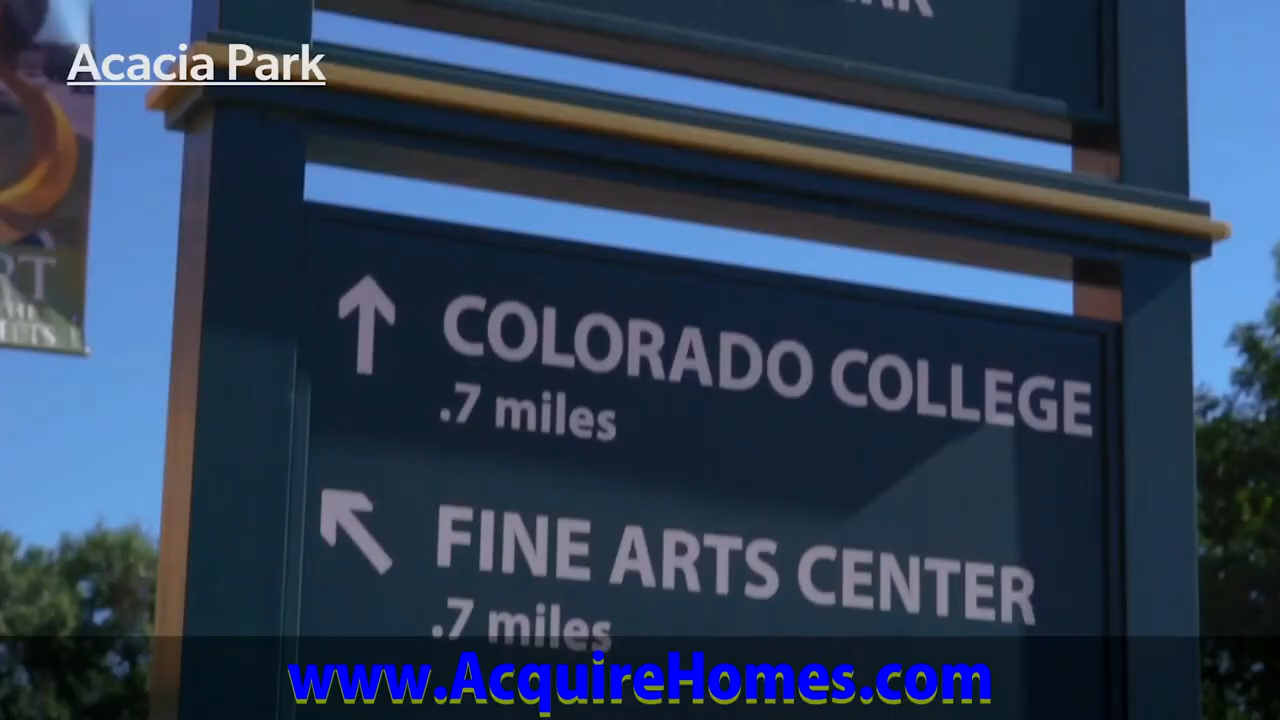 Acacia Park
COLORADO COLLEGE
.7 miles
FINE ARTS CENTER
.7 miles
www.AcquireHomes.com